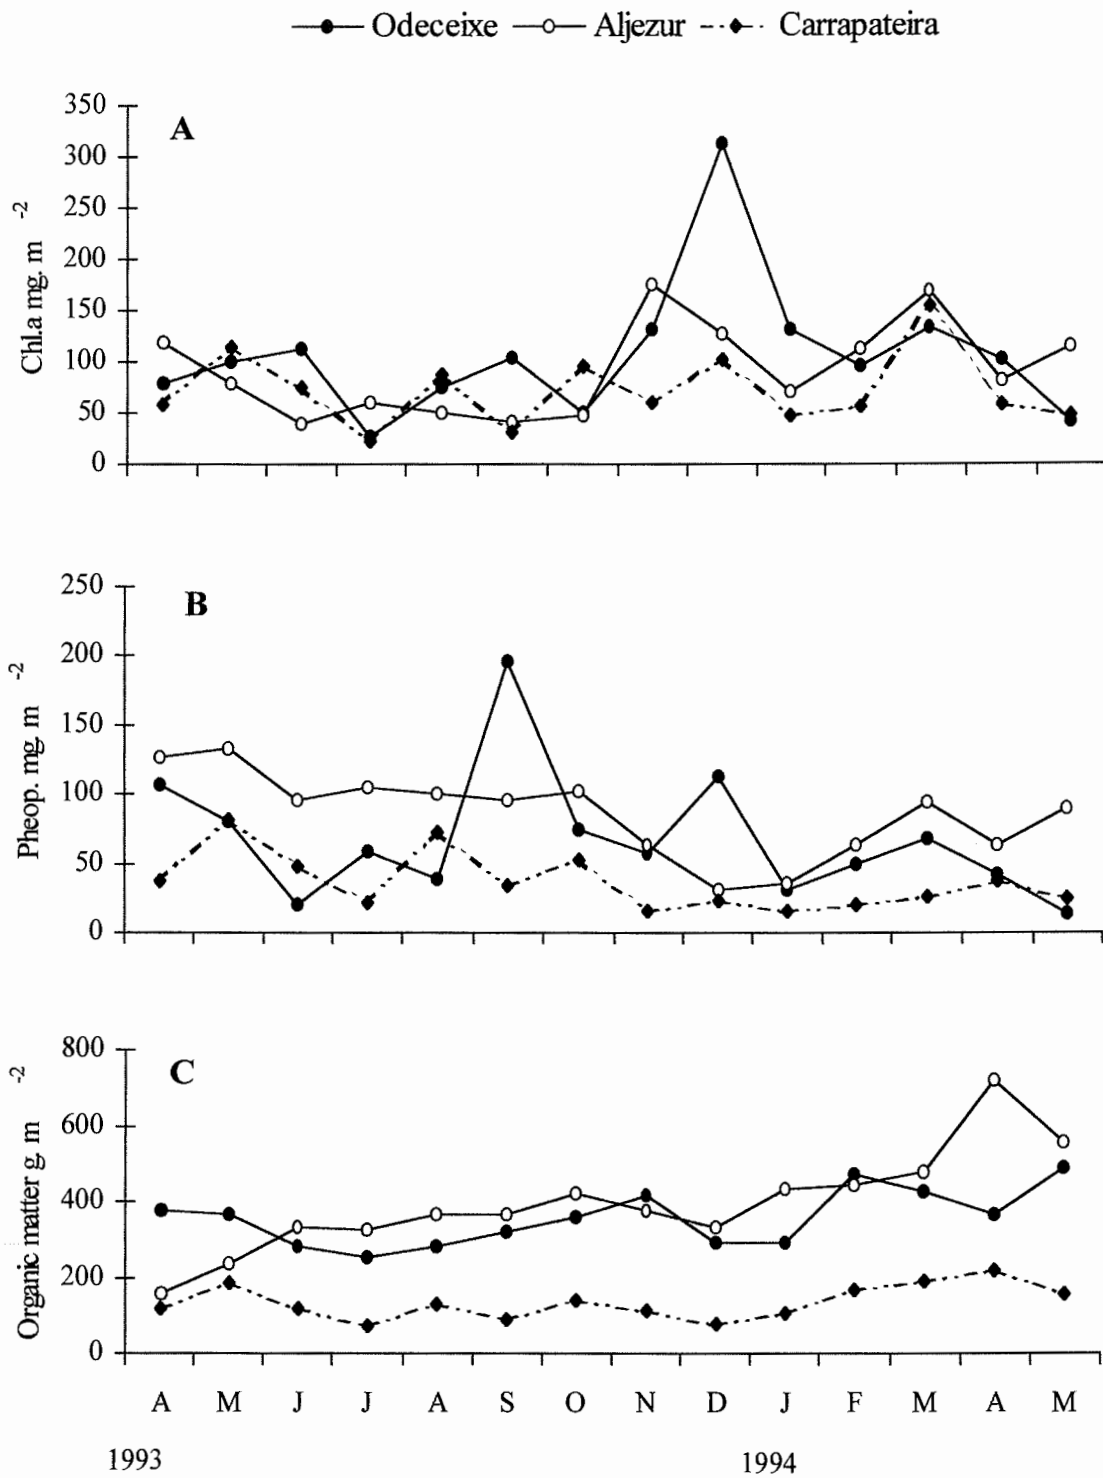 Odeceixe Aljezur Carrapateira
A
350
300
250
200
150
100
50
0
Chl.a mg. m -2
B
250
200
150
100
50
0
Pheop. mg. m -2
C
800
600
400
200
0
Organic matter g. m -2
A M J J A S O N D J F M A M
1993 1994